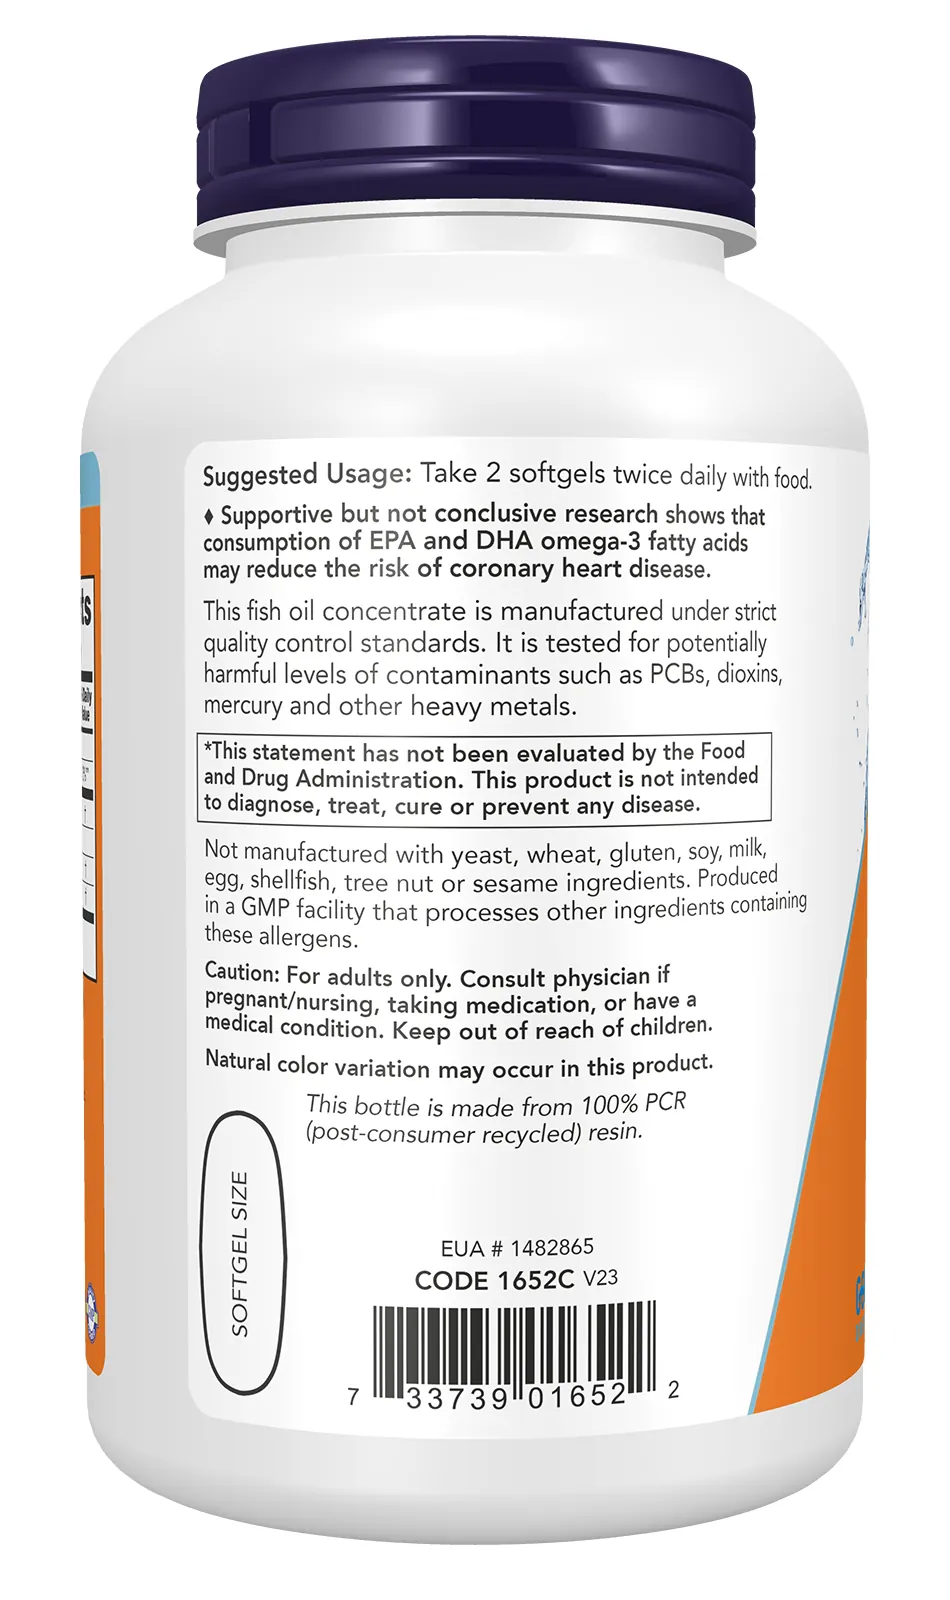 Suggested Usage: Take 2 softgels twice daily with food.
♦ Supportive but not conclusive research shows that
consumption of EPA and DHA omega-3 fatty acids
may reduce the risk of coronary heart disease.
This fish oil concentrate is manufactured under strict
quality control standards. It is tested for potentially
harmful levels of contaminants such as PCBs, dioxins,
mercury and other heavy metals.
*This statement has not been evaluated by the Food
and Drug Administration. This product is not intended
to diagnose, treat, cure or prevent any disease.
Not manufactured with yeast, wheat, gluten, soy, milk,
egg, shellfish, tree nut or sesame ingredients. Produced
in a GMP facility that processes other ingredients containing
these allergens.
Caution: For adults only. Consult physician if
pregnant/nursing, taking medication, or have a
medical condition. Keep out of reach of children.
Natural color variation may occur in this product.
This bottle is made from 100% PCR
(post-consumer recycled) resin.
SOFTGEL SIZE
EUA # 1482865
CODE 1652C V23
7 33739 01652 2